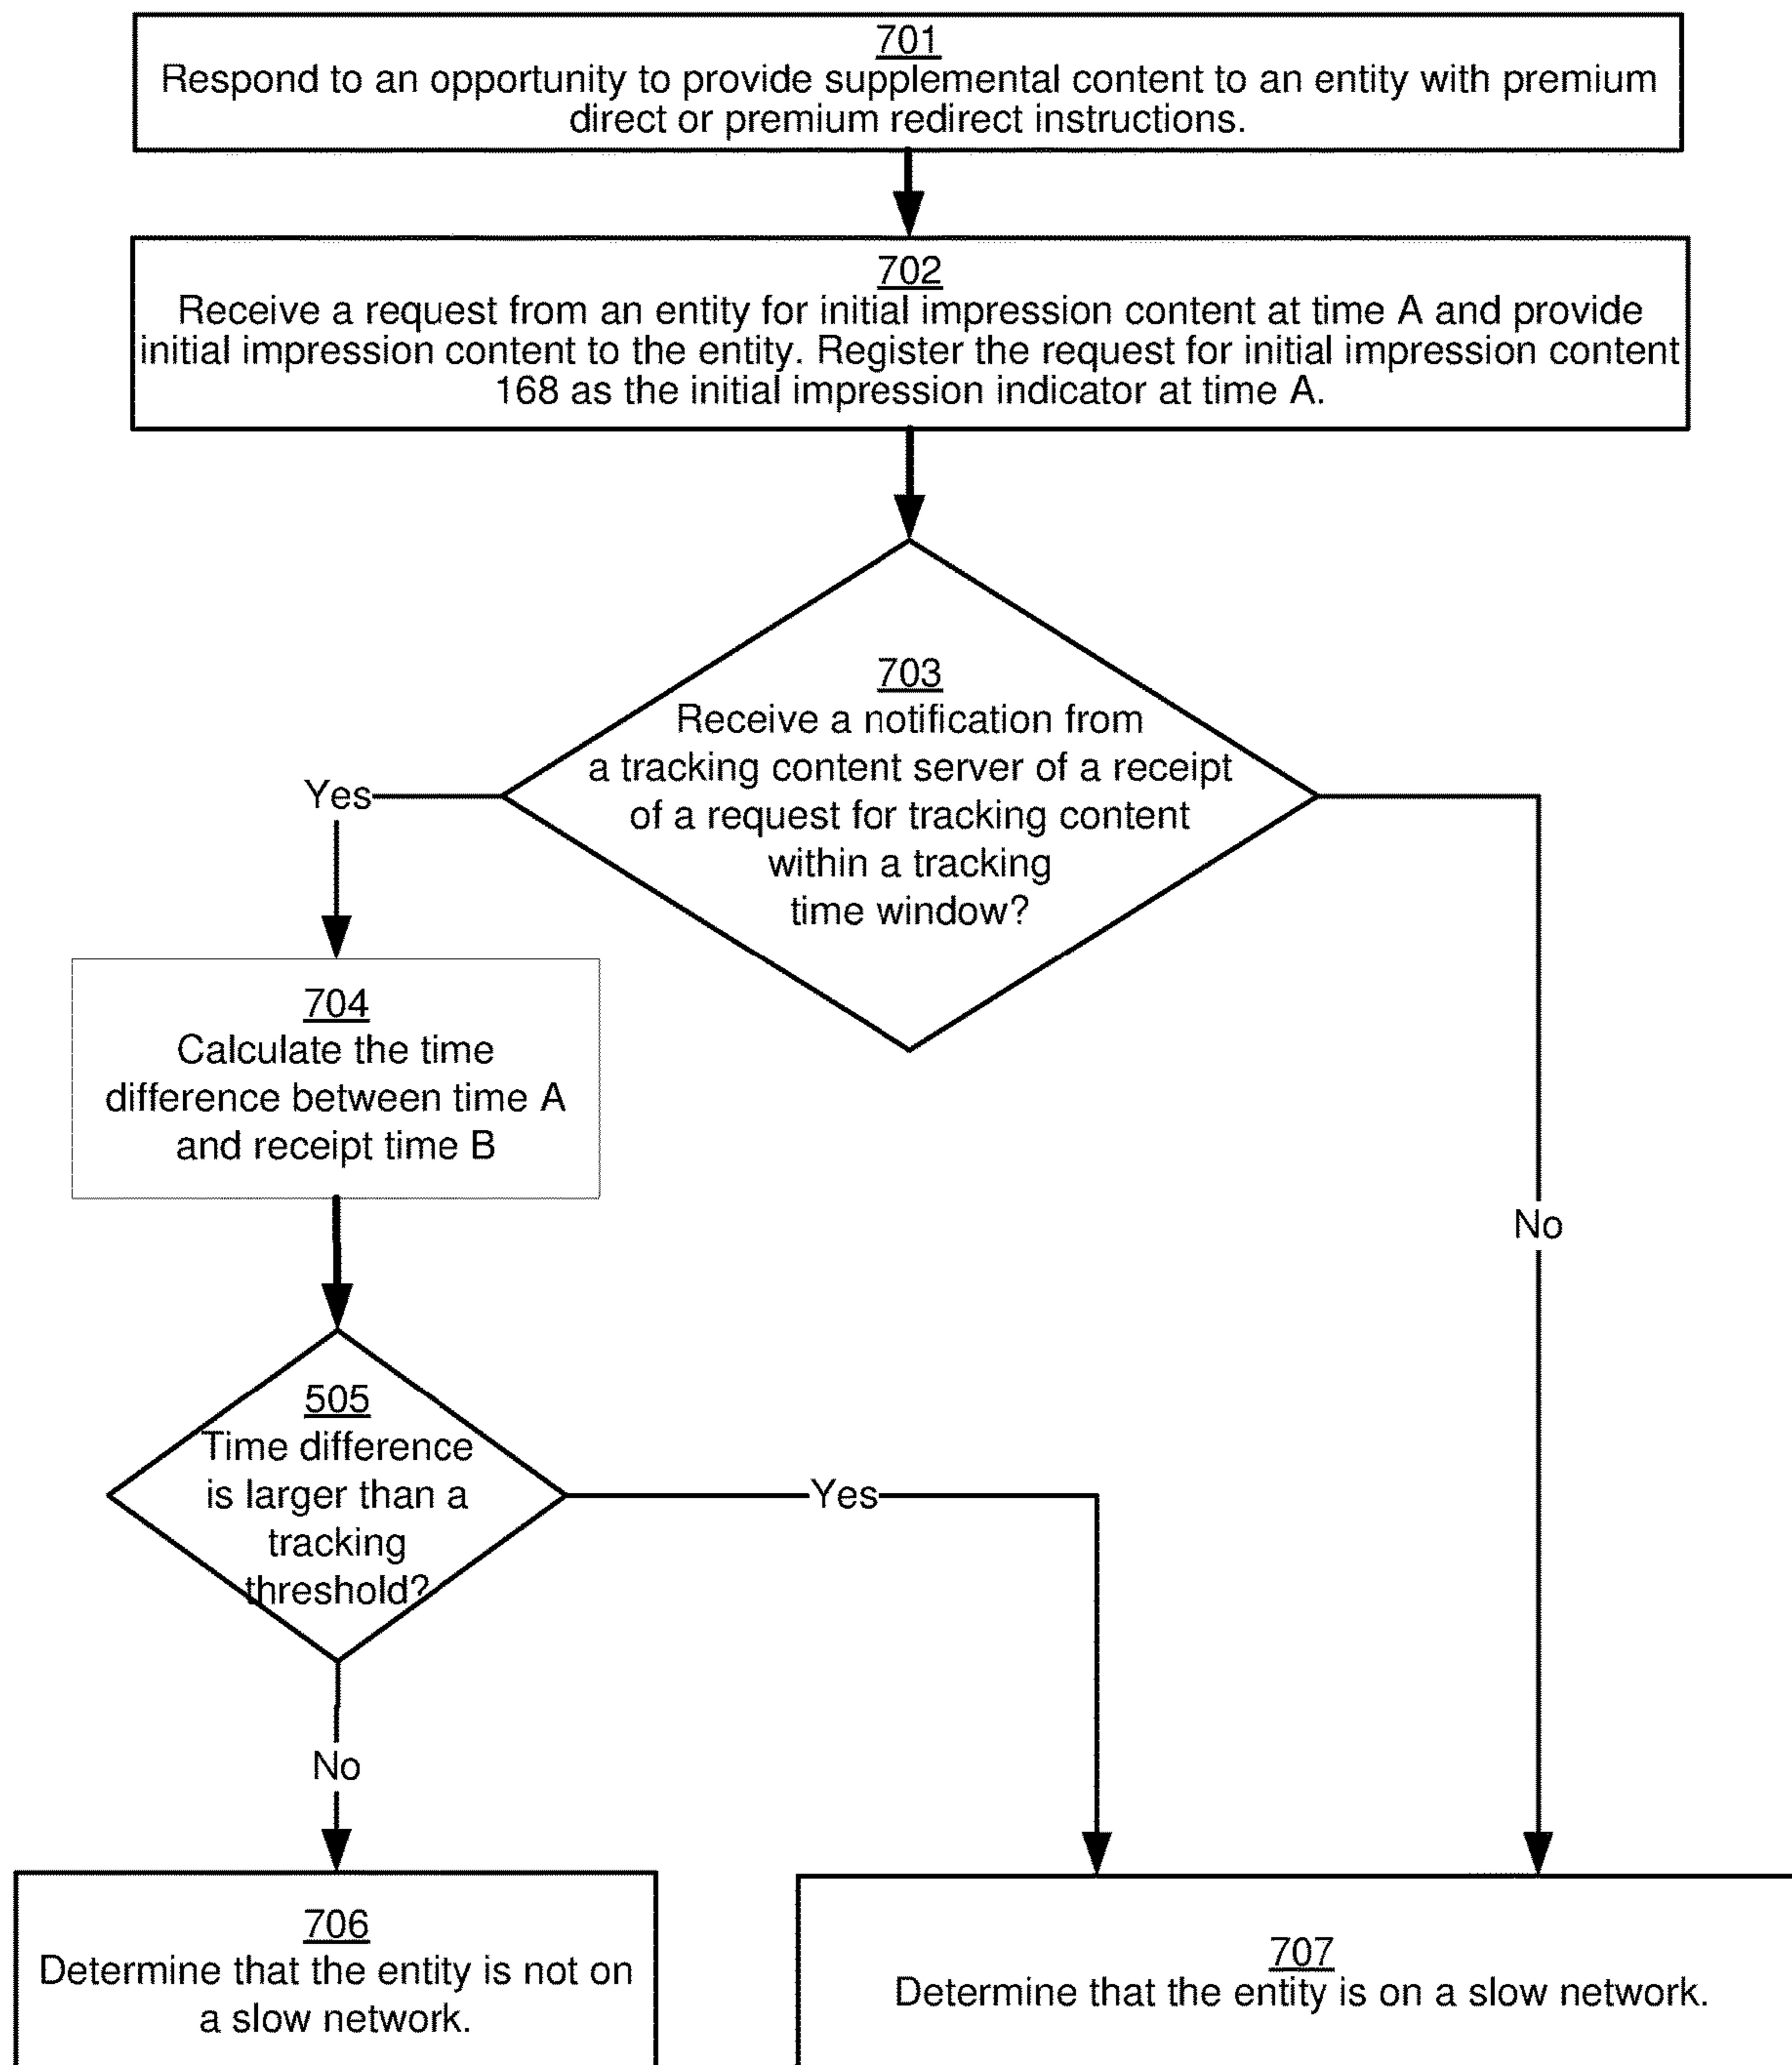 701
Respond to an opportunity to provide supplemental content to an entity with premium
direct or premium redirect instructions.
702
Receive a request from an entity for initial impression content at time A and provide
initial impression content to the entity. Register the request for initial impression content
168 as the initial impression indicator at time A.
703
Receive a notification from
a tracking content server of a receipt
of a request for tracking content
within a tracking
time window?
Yes
704
Calculate the time
difference between time A
and receipt time B
No
505
Time difference
is larger than a
tracking
threshold?
Yes
No
706
Determine that the entity is not on
a slow network.
707
Determine that the entity is on a slow network.